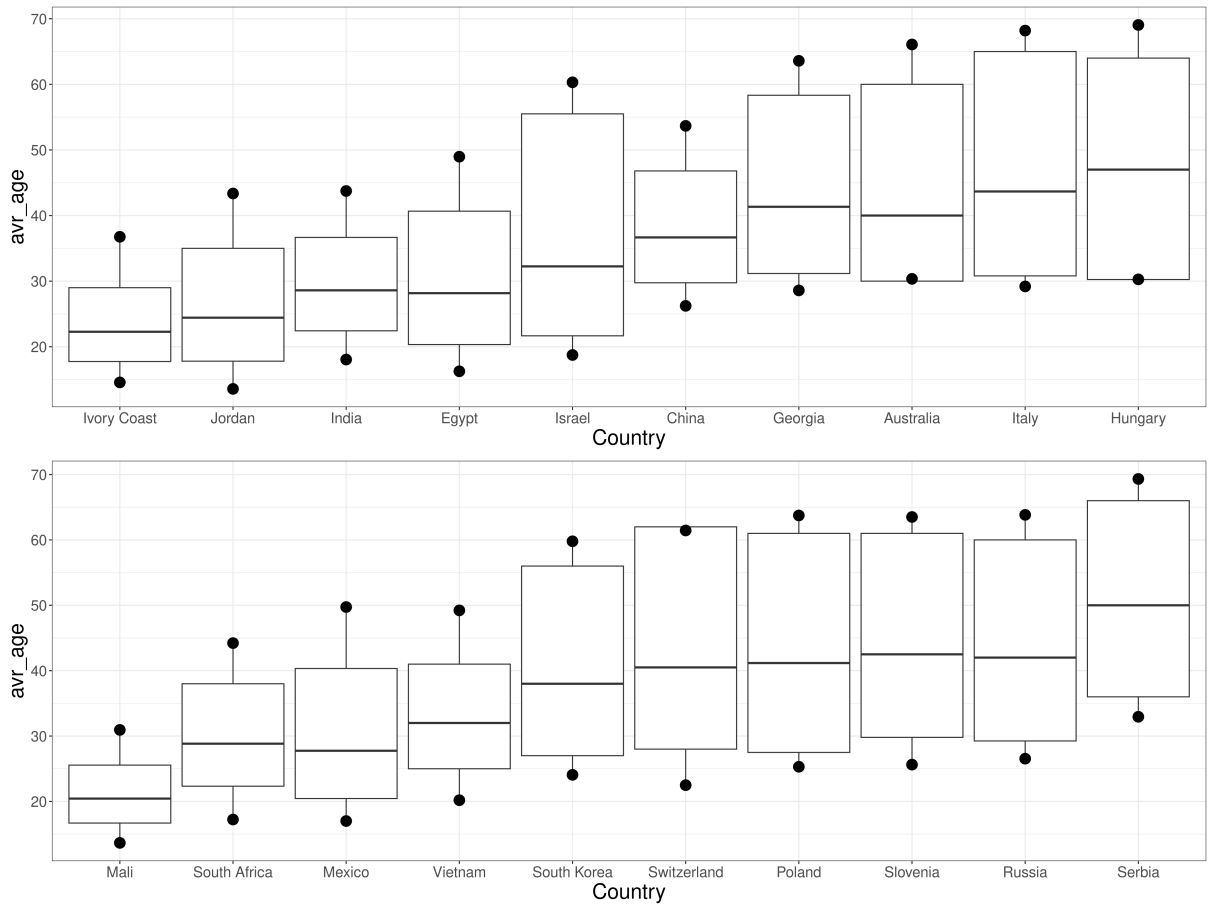 70
60
50
40
30
20
avr_age
Ivory Coast Jordan India Egypt Israel China Georgia Australia Italy Hungary
Country
70
60
50
40
30
20
avr_age
Mali South Africa Mexico Vietnam South Korea Switzerland Poland Slovenia Russia Serbia
Country